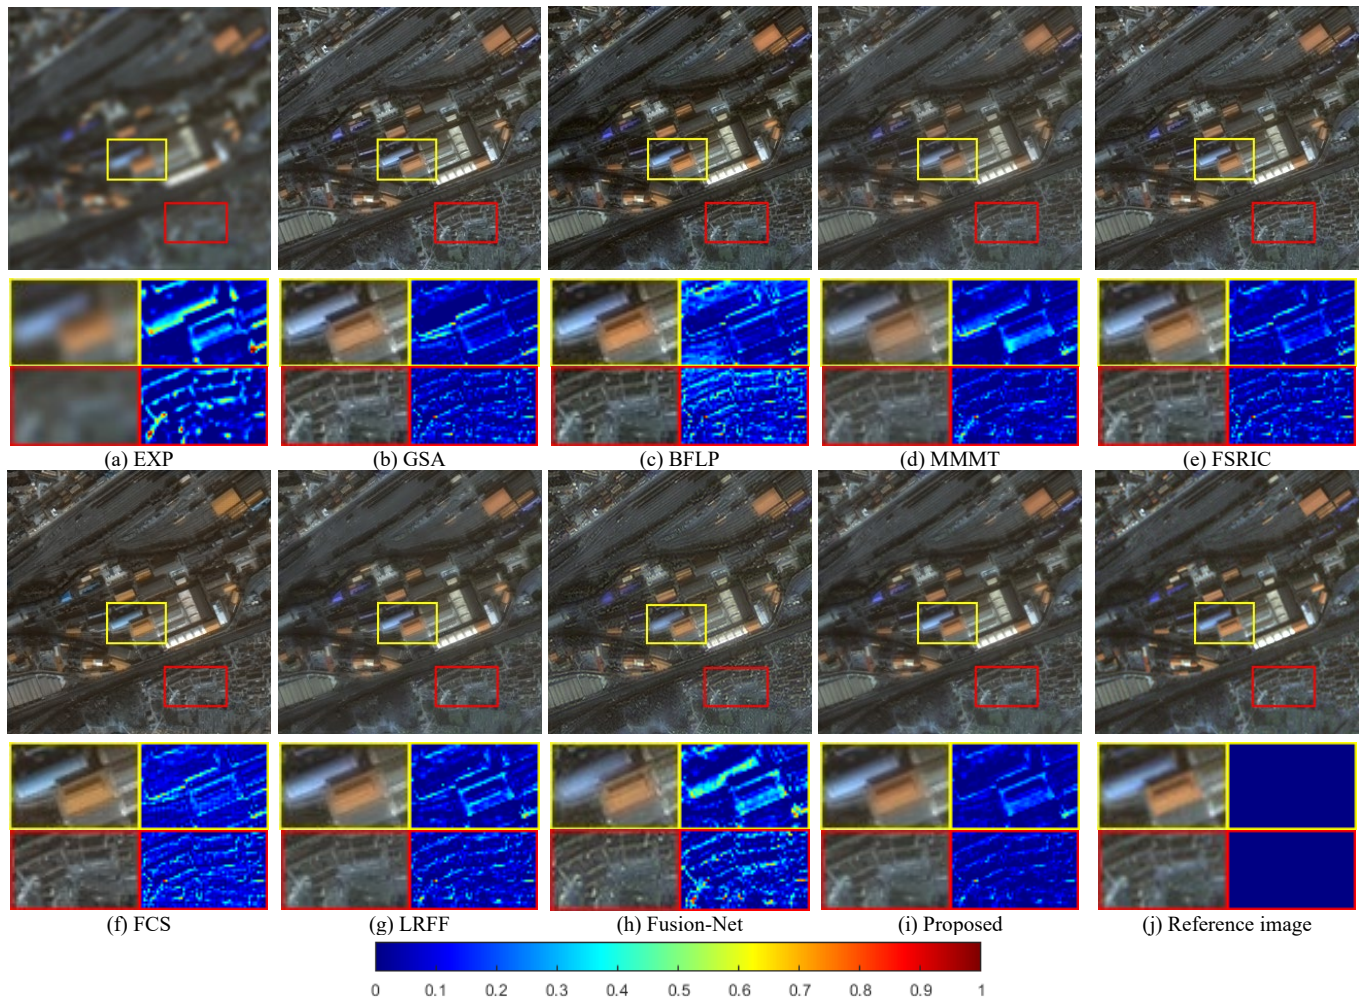 (a) EXP
(b) GSA
(c) BFLP
(d) MMMT
(e) FSRIC
(f) FCS
(g) LRFF
(h) Fusion-Net
(i) Proposed
(j) Reference image
0 0.1 0.2 0.3 0.4 0.5 0.6 0.7 0.8 0.9 1